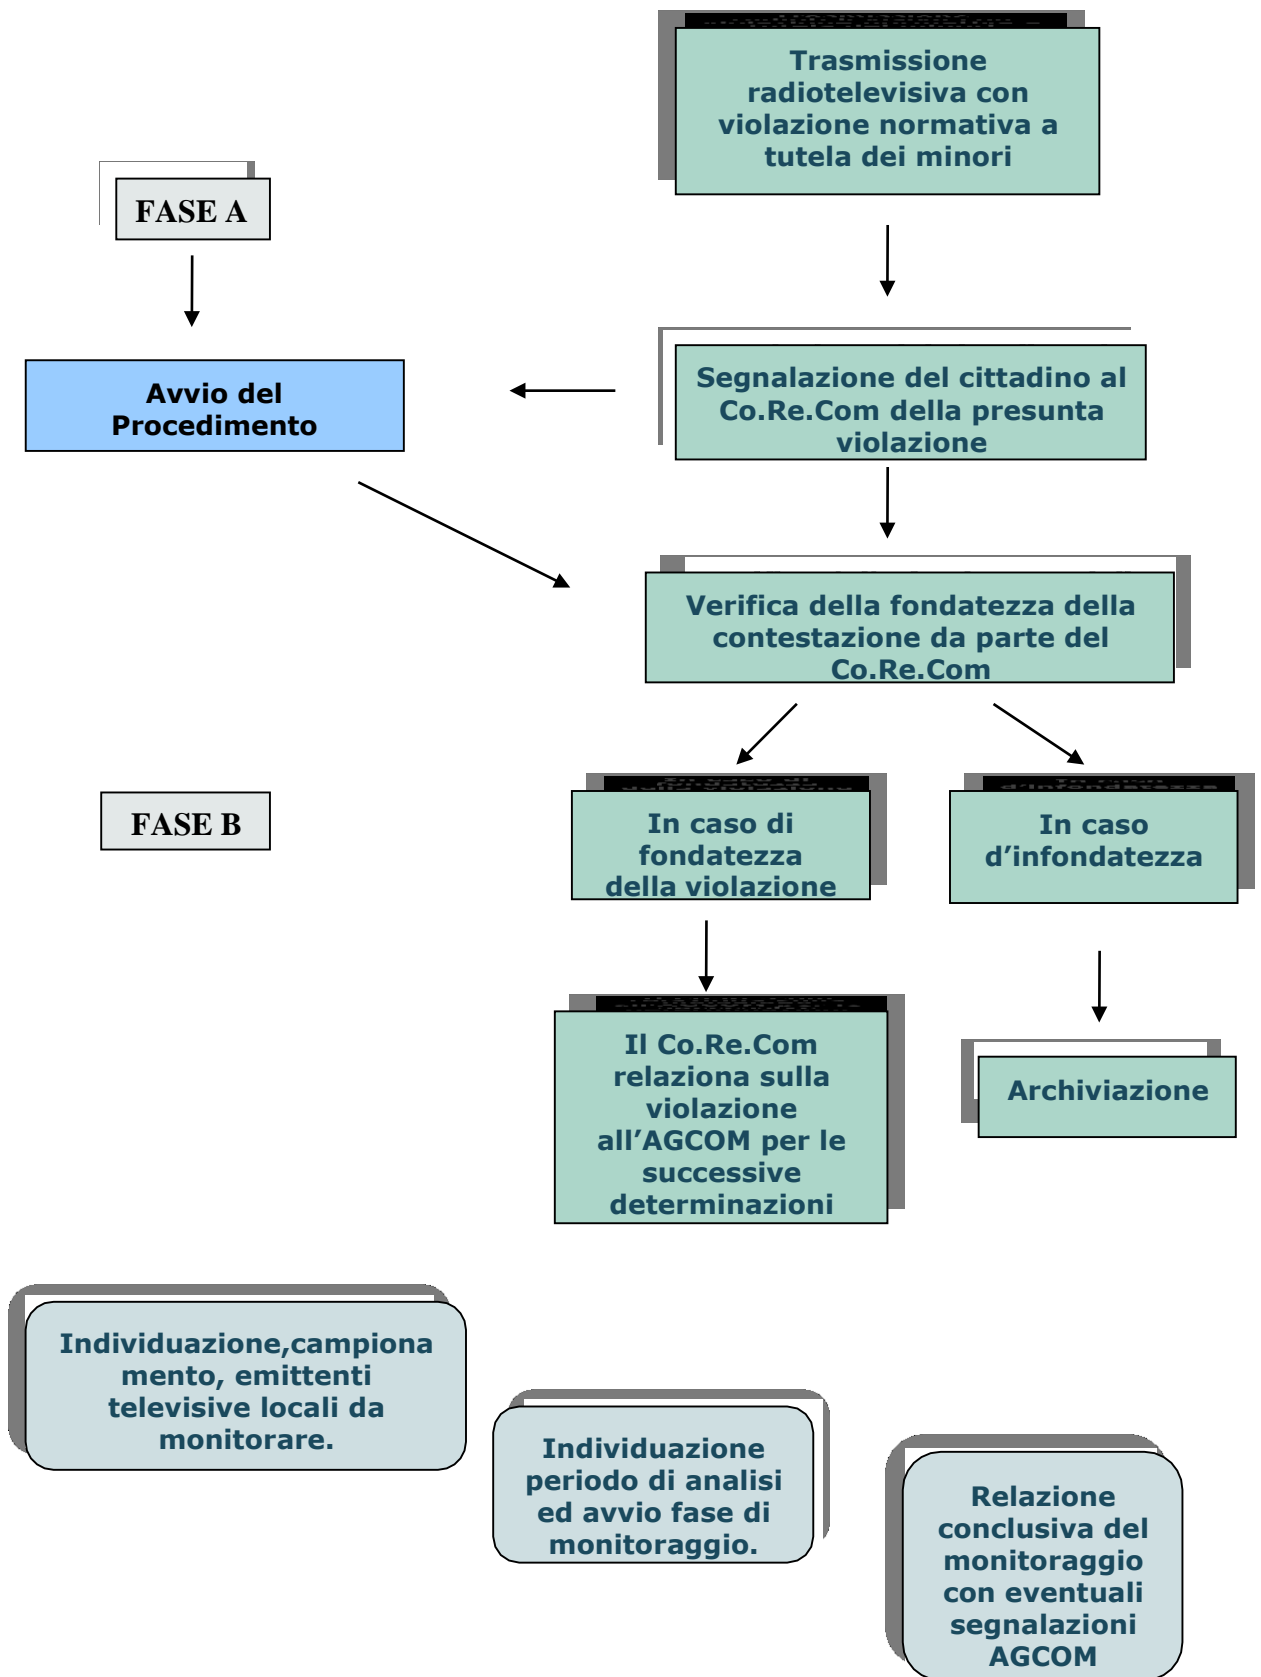 Trasmissione
radiotelevisiva con
violazione normativa a
tutela dei minori
FASE A
Avvio del
Procedimento
Segnalazione del cittadino al
Co.Re.Com della presunta
violazione
Verifica della fondatezza della
contestazione da parte del
Co.Re.Com
FASE B
In caso di
fondatezza
della violazione
In caso
d’infondatezza
Il Co.Re.Com
relaziona sulla
violazione
all’AGCOM per le
successive
determinazioni
Archiviazione
Individuazione,campiona
mento, emittenti
televisive locali da
monitorare.
Individuazione
periodo di analisi
ed avvio fase di
monitoraggio.
Relazione
conclusiva del
monitoraggio
con eventuali
segnalazioni
AGCOM